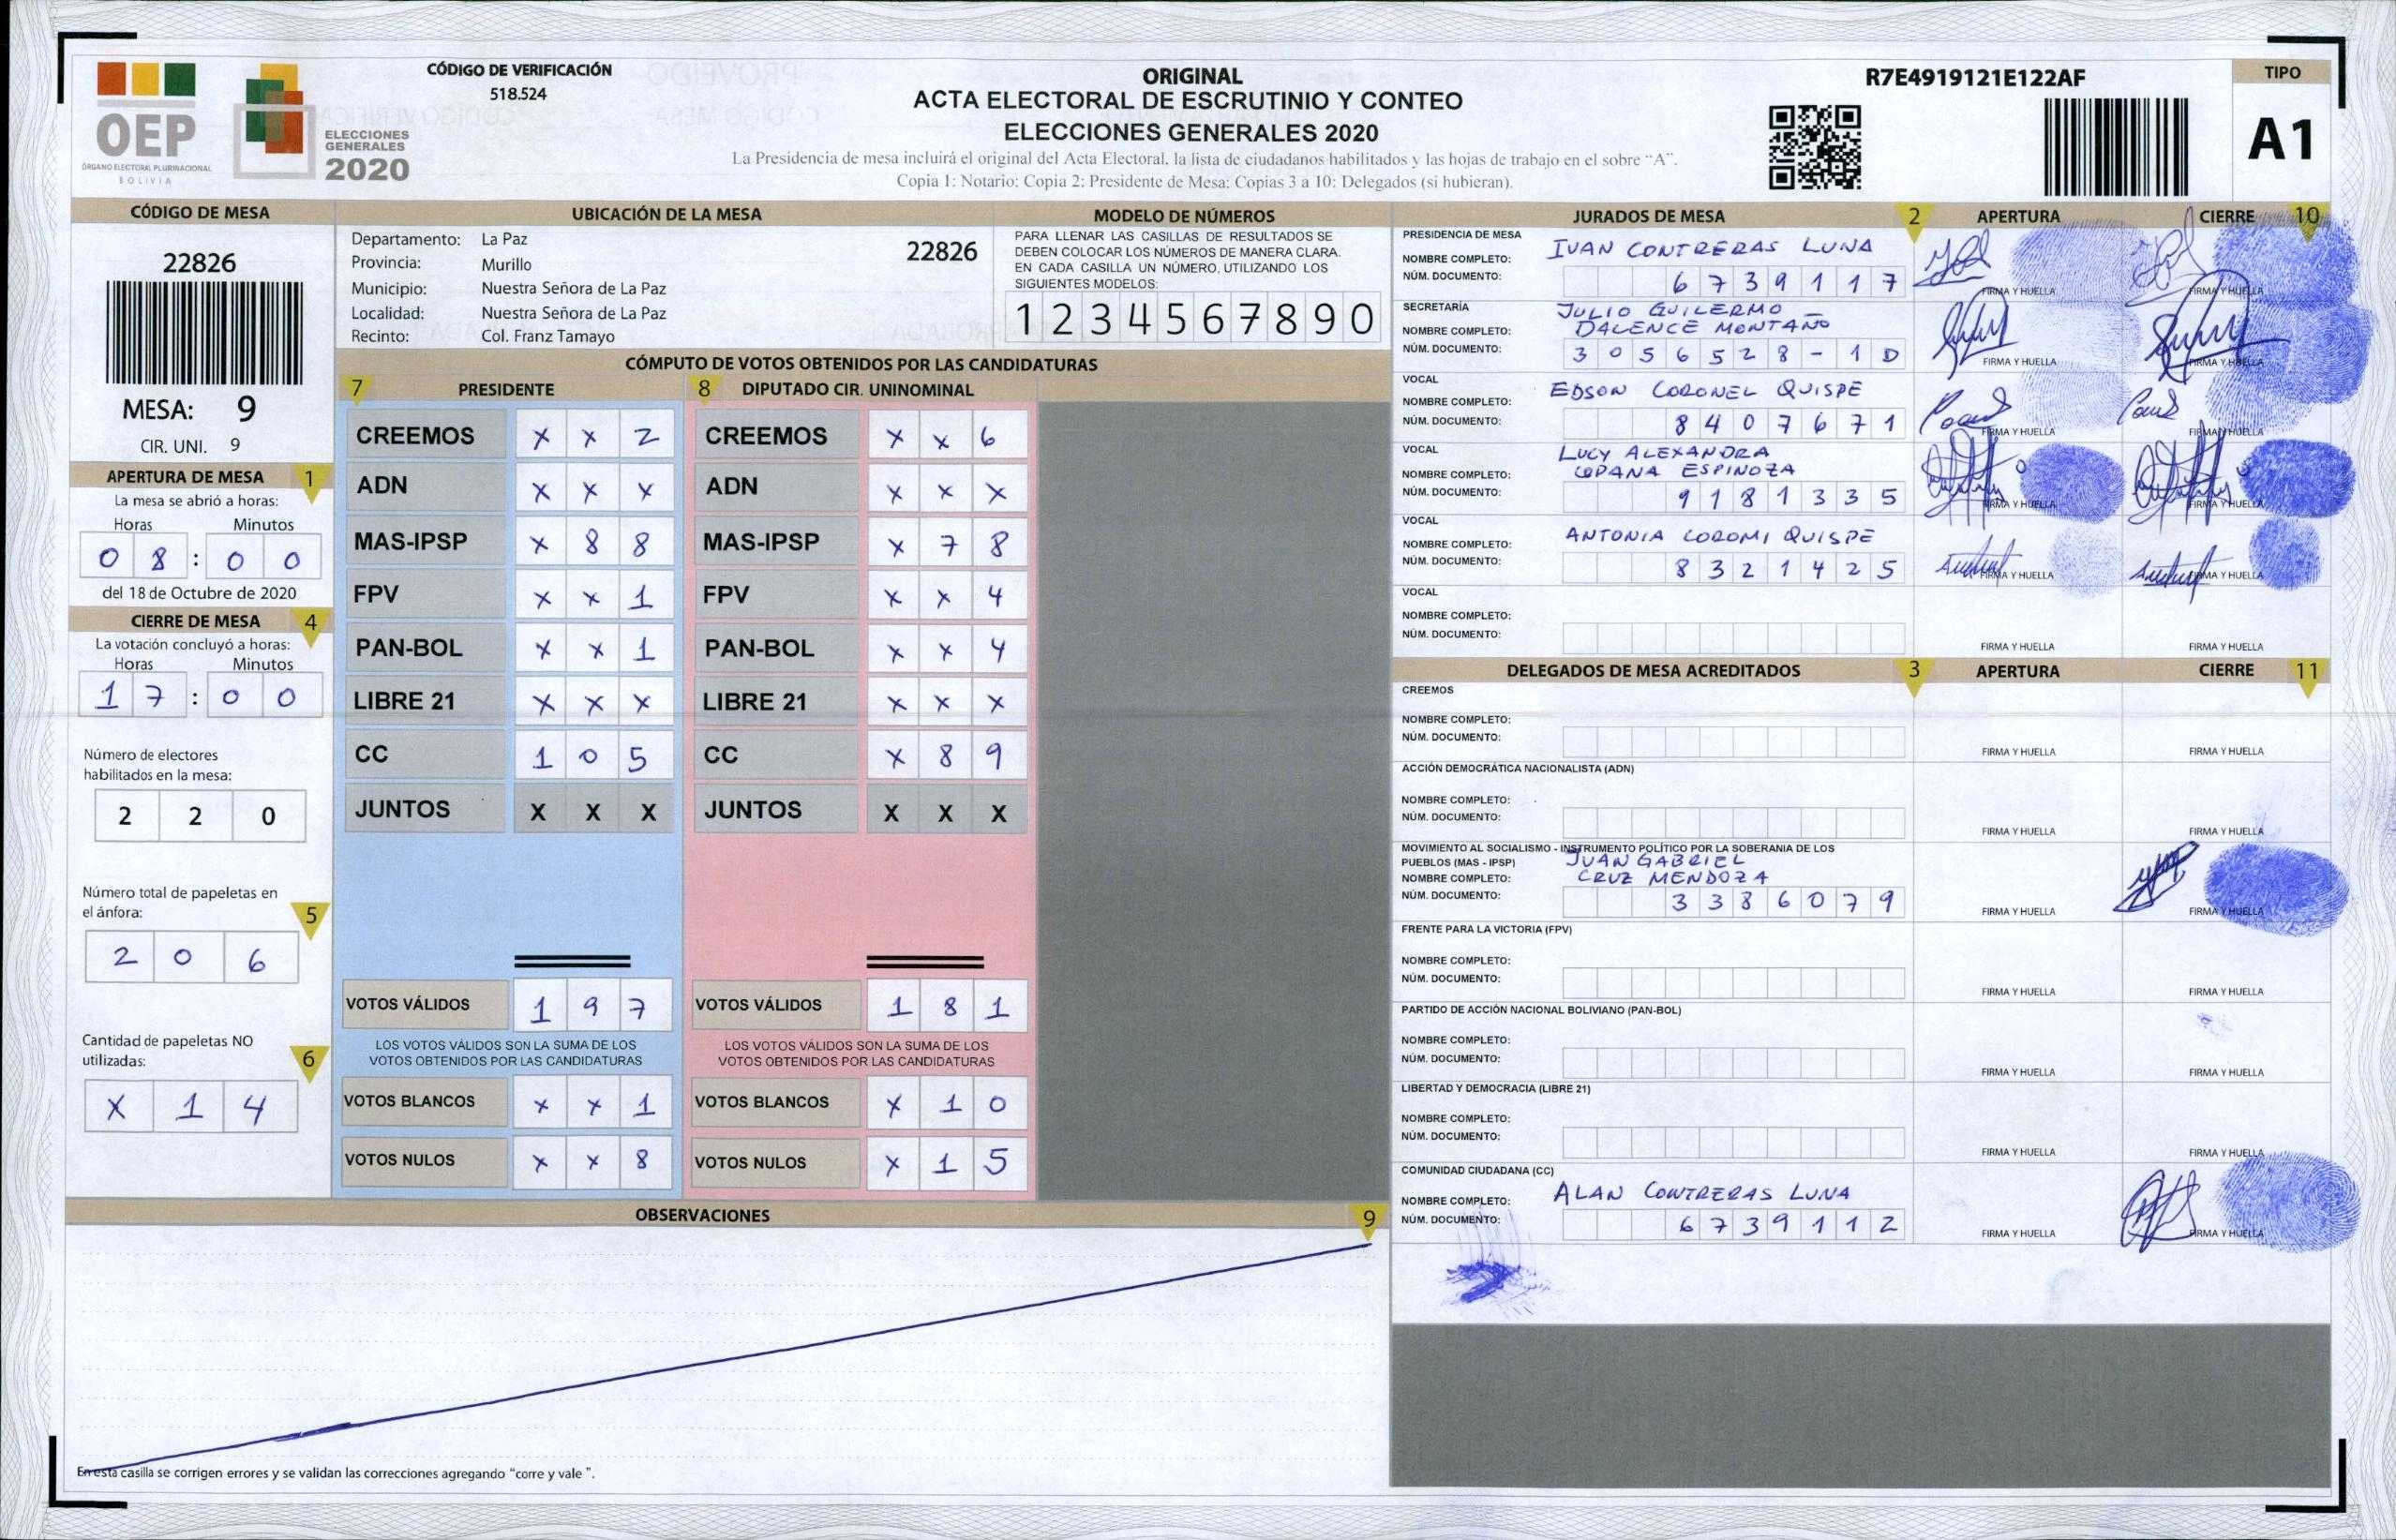 OEP
ÓRGANO ELECTORAL PLURINACIONAL
BOLIVIA
ELECCIONES
GENERALES
2020
CÓDIGO DE VERIFICACIÓN
518.524
ORIGINAL
ACTA ELECTORAL DE ESCRUTINIO Y CONTEO
ELECCIONES GENERALES 2020
La Presidencia de mesa incluirá el original del Acta Electoral, la lista de ciudadanos habilitados y las hojas de trabajo en el sobre "A".
Copia 1: Notario: Copia 2: Presidente de Mesa: Copias 3 a 10: Delegados (si hubieran).
R7E4919121E122AF
TIPO
A1
CÓDIGO DE MESA
22826
MESA: 9
CIR. UNI. 9
APERTURA DE MESA 1
La mesa se abrió a horas:
Horas Minutos
0 8 : 0 0
del 18 de Octubre de 2020
CIERRE DE MESA 4
La votación concluyó a horas:
Horas Minutos
1 7 : 0 0
Número de electores
habilitados en la mesa:
2 2 0
Número total de papeletas en
el ánfora: 5
2 0 6
Cantidad de papeletas NO
utilizadas: 6
X 1 4
UBICACIÓN DE LA MESA
Departamento: La Paz 22826
Provincia: Murillo
Municipio: Nuestra Señora de La Paz
Localidad: Nuestra Señora de La Paz
Recinto: Col. Franz Tamayo
MODELO DE NÚMEROS
PARA LLENAR LAS CASILLAS DE RESULTADOS SE
DEBEN COLOCAR LOS NÚMEROS DE MANERA CLARA.
EN CADA CASILLA UN NÚMERO, UTILIZANDO LOS
SIGUIENTES MODELOS:
1 2 3 4 5 6 7 8 9 0
CÓMPUTO DE VOTOS OBTENIDOS POR LAS CANDIDATURAS
7 PRESIDENTE 8 DIPUTADO CIR. UNINOMINAL
CREEMOS X X 2 CREEMOS X X 6
ADN X X X ADN X X X
MAS-IPSP X 8 8 MAS-IPSP X 7 8
FPV X X 1 FPV X X 4
PAN-BOL X X 1 PAN-BOL X X 4
LIBRE 21 X X X LIBRE 21 X X X
CC 1 0 5 CC X 8 9
JUNTOS X X X JUNTOS X X X
VOTOS VÁLIDOS 1 9 7 VOTOS VÁLIDOS 1 8 1
LOS VOTOS VÁLIDOS SON LA SUMA DE LOS LOS VOTOS VÁLIDOS SON LA SUMA DE LOS
VOTOS OBTENIDOS POR LAS CANDIDATURAS VOTOS OBTENIDOS POR LAS CANDIDATURAS
VOTOS BLANCOS X X 1 VOTOS BLANCOS X 1 0
VOTOS NULOS X X 8 VOTOS NULOS X 1 5
OBSERVACIONES 9
En esta casilla se corrigen errores y se validan las correcciones agregando "corre y vale ".
JURADOS DE MESA 2 APERTURA CIERRE 10
PRESIDENCIA DE MESA
NOMBRE COMPLETO: IVAN CONTRERAS LUNA
NÚM. DOCUMENTO: 6 7 3 9 1 1 7
FIRMA Y HUELLA FIRMA Y HUELLA
SECRETARÍA
JULIO GUILERMO
NOMBRE COMPLETO: DALENCE MONTAÑO
NÚM. DOCUMENTO: 3 0 5 6 5 2 8 - 1 D
FIRMA Y HUELLA FIRMA Y HUELLA
VOCAL
NOMBRE COMPLETO: EDSON CORONEL QUISPE
NÚM. DOCUMENTO: 8 4 0 7 6 7 1
FIRMA Y HUELLA FIRMA Y HUELLA
VOCAL
LUCY ALEXANDRA
NOMBRE COMPLETO: COPANA ESPINOZA
NÚM. DOCUMENTO: 9 1 8 1 3 3 5
FIRMA Y HUELLA FIRMA Y HUELLA
VOCAL
NOMBRE COMPLETO: ANTONIA COROMI QUISPE
NÚM. DOCUMENTO: 8 3 2 1 4 2 5
FIRMA Y HUELLA FIRMA Y HUELLA
VOCAL
NOMBRE COMPLETO:
NÚM. DOCUMENTO:
FIRMA Y HUELLA FIRMA Y HUELLA
DELEGADOS DE MESA ACREDITADOS 3 APERTURA CIERRE 11
CREEMOS
NOMBRE COMPLETO:
NÚM. DOCUMENTO:
FIRMA Y HUELLA FIRMA Y HUELLA
ACCIÓN DEMOCRÁTICA NACIONALISTA (ADN)
NOMBRE COMPLETO:
NÚM. DOCUMENTO:
FIRMA Y HUELLA FIRMA Y HUELLA
MOVIMIENTO AL SOCIALISMO - INSTRUMENTO POLÍTICO POR LA SOBERANIA DE LOS
PUEBLOS (MAS - IPSP) JUAN GABRIEL
NOMBRE COMPLETO: CRUZ MENDOZA
NÚM. DOCUMENTO: 3 3 8 6 0 7 9
FIRMA Y HUELLA FIRMA Y HUELLA
FRENTE PARA LA VICTORIA (FPV)
NOMBRE COMPLETO:
NÚM. DOCUMENTO:
FIRMA Y HUELLA FIRMA Y HUELLA
PARTIDO DE ACCIÓN NACIONAL BOLIVIANO (PAN-BOL)
NOMBRE COMPLETO:
NÚM. DOCUMENTO:
FIRMA Y HUELLA FIRMA Y HUELLA
LIBERTAD Y DEMOCRACIA (LIBRE 21)
NOMBRE COMPLETO:
NÚM. DOCUMENTO:
FIRMA Y HUELLA FIRMA Y HUELLA
COMUNIDAD CIUDADANA (CC)
NOMBRE COMPLETO: ALAN CONTRERAS LUNA
NÚM. DOCUMENTO: 6 7 3 9 1 1 2
FIRMA Y HUELLA FIRMA Y HUELLA